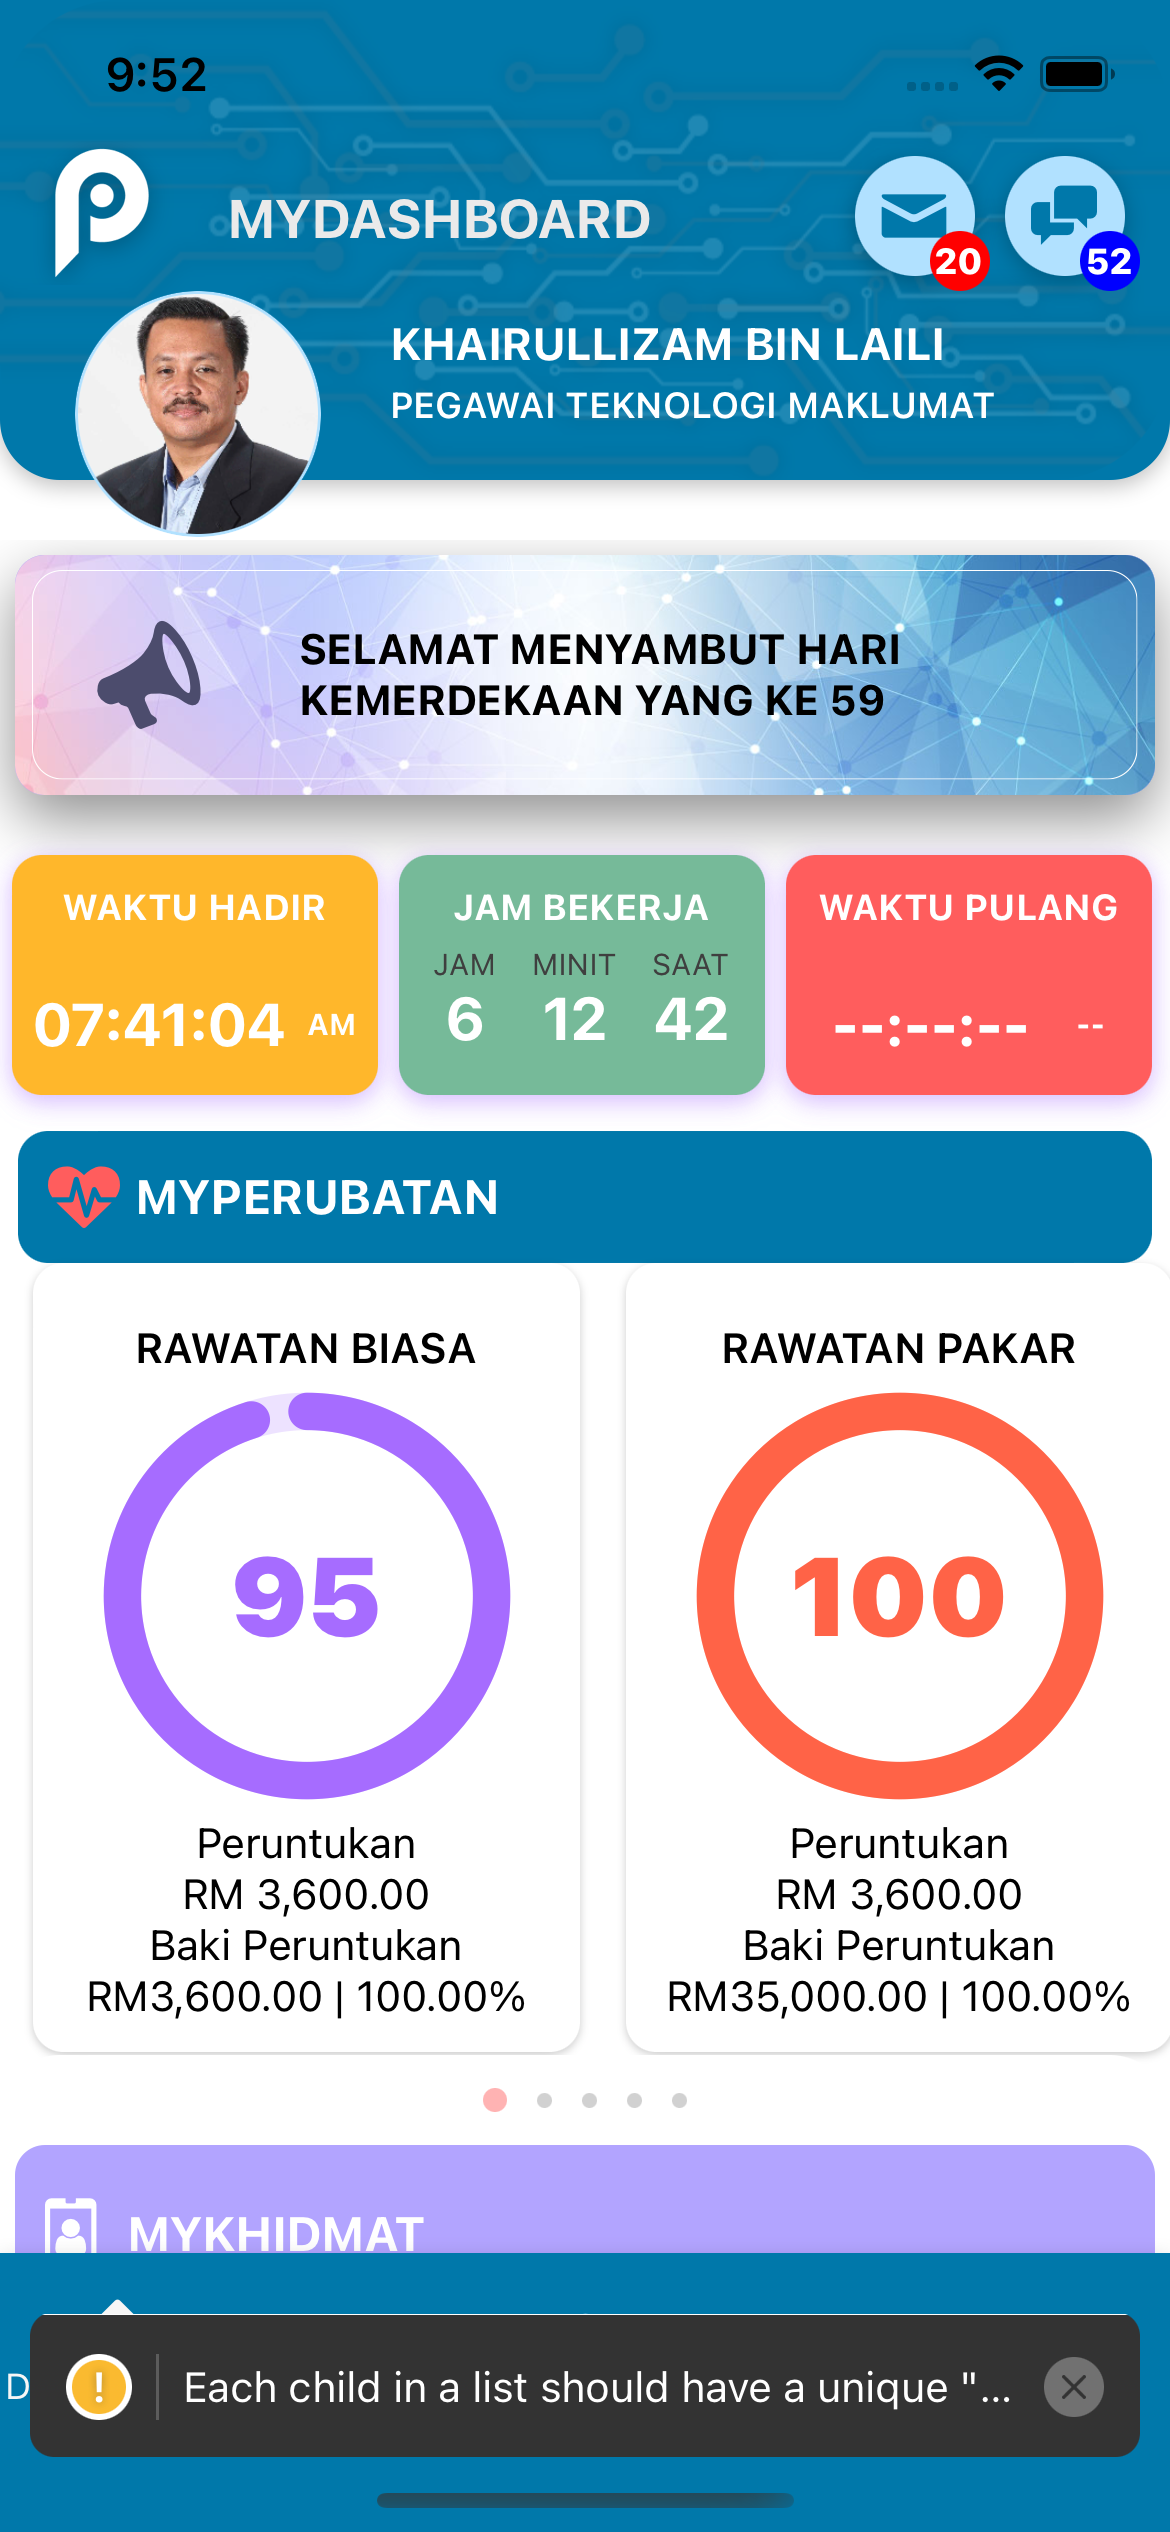 9:52
MYDASHBOARD
20
52
KHAIRULLIZAM BIN LAILI
PEGAWAI TEKNOLOGI MAKLUMAT
SELAMAT MENYAMBUT HARI
KEMERDEKAAN YANG KE 59
WAKTU HADIR
07:41:04 AM
JAM BEKERJA
JAM MINIT SAAT
6 12 42
WAKTU PULANG
--:--:-- --
MYPERUBATAN
RAWATAN BIASA
95
Peruntukan
RM 3,600.00
Baki Peruntukan
RM3,600.00 | 100.00%
RAWATAN PAKAR
100
Peruntukan
RM 3,600.00
Baki Peruntukan
RM35,000.00 | 100.00%
MYKHIDMAT
D
Each child in a list should have a unique "...